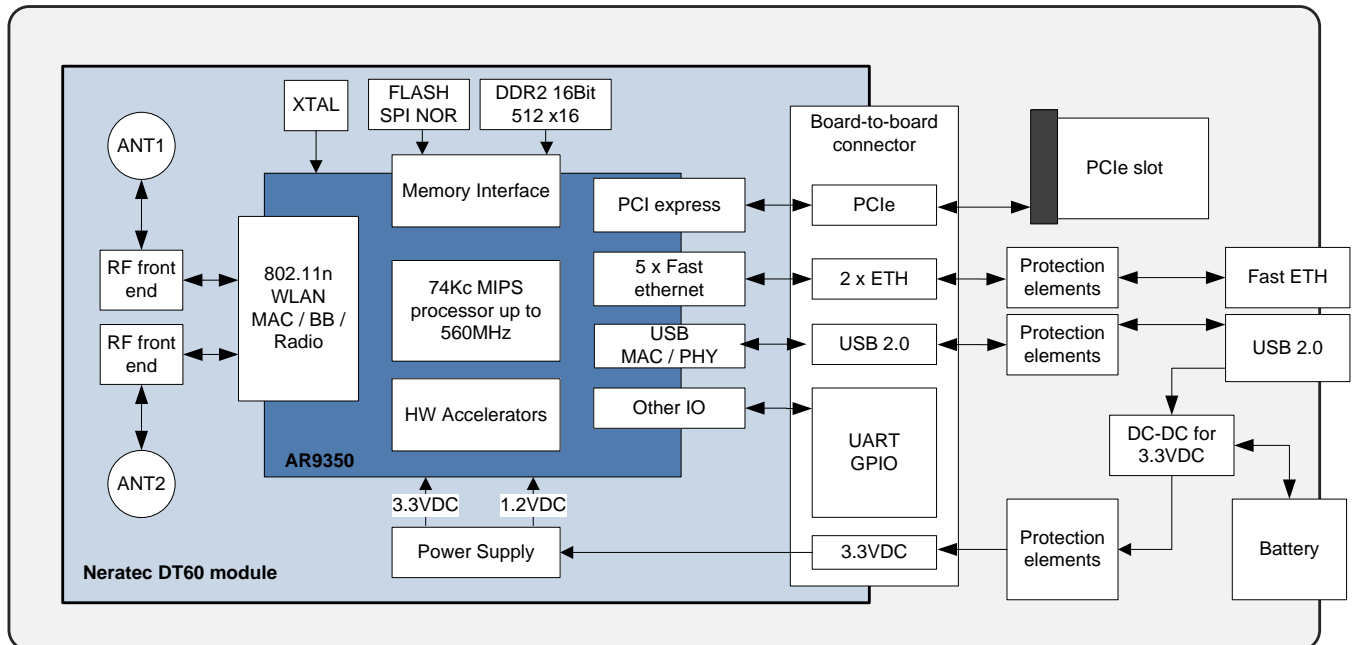 XTAL
FLASH
SPI NOR
DDR2 16Bit
512 x16
Board-to-board
connector
ANT1
Memory Interface
PCI express
PCIe
PCIe slot
RF front
end
802.11n
WLAN
MAC / BB /
Radio
74Kc MIPS
processor up to
560MHz
5 x Fast
ethernet
2 x ETH
Protection
elements
Fast ETH
RF front
end
USB
MAC / PHY
USB 2.0
Protection
elements
USB 2.0
HW Accelerators
Other IO
UART
GPIO
DC-DC for
3.3VDC
AR9350
ANT2
3.3VDC
1.2VDC
Power Supply
3.3VDC
Protection
elements
Battery
Neratec DT60 module